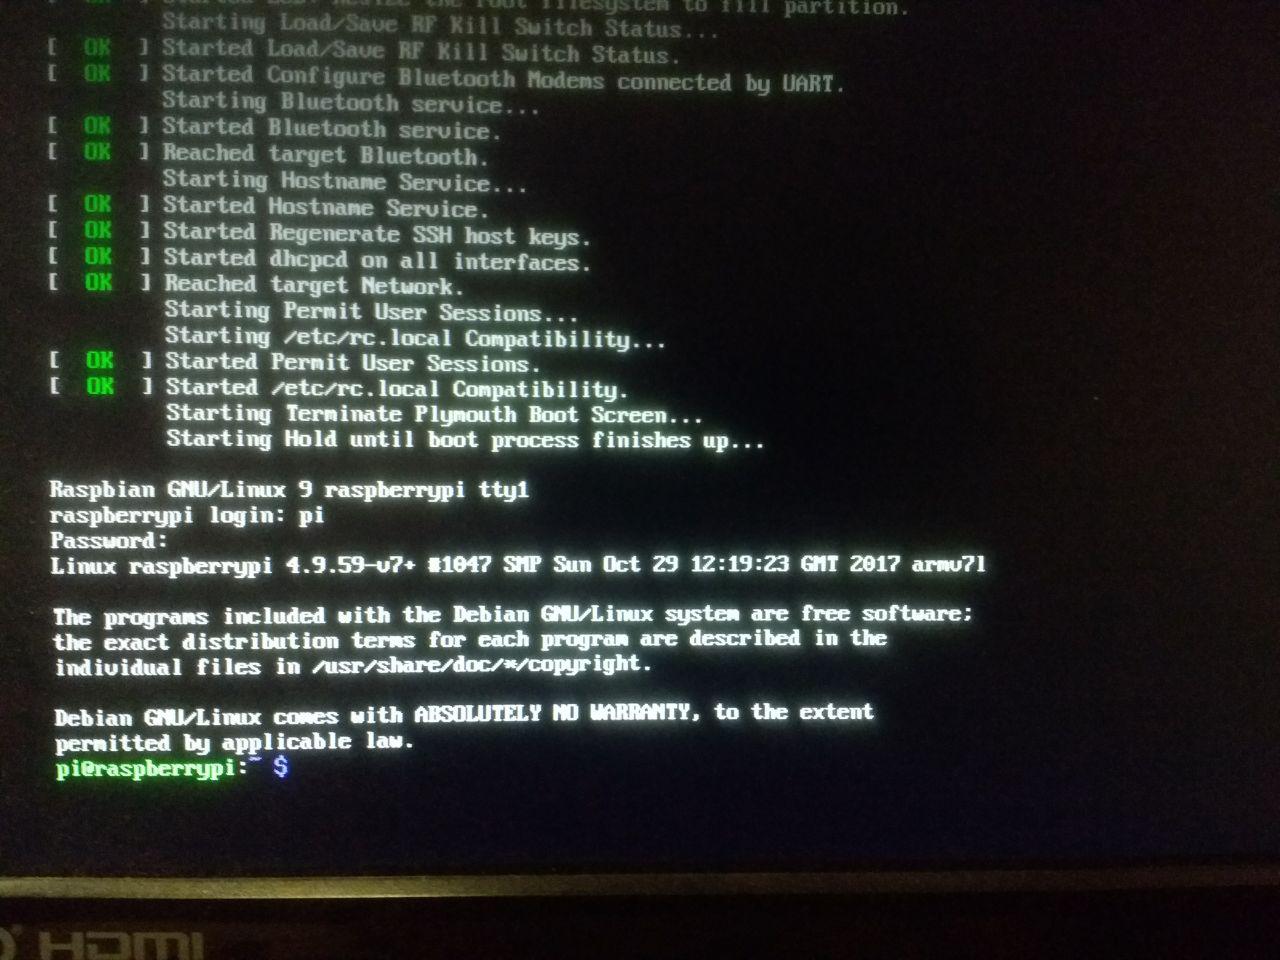 [ OK ] Started LSB: Resize the root filesystem to fill partition.
Starting Load/Save RF Kill Switch Status...
[ OK ] Started Load/Save RF Kill Switch Status.
[ OK ] Started Configure Bluetooth Modems connected by UART.
Starting Bluetooth service...
[ OK ] Started Bluetooth service.
[ OK ] Reached target Bluetooth.
Starting Hostname Service...
[ OK ] Started Hostname Service.
[ OK ] Started Regenerate SSH host keys.
[ OK ] Started dhcpcd on all interfaces.
[ OK ] Reached target Network.
Starting Permit User Sessions...
Starting /etc/rc.local Compatibility...
[ OK ] Started Permit User Sessions.
[ OK ] Started /etc/rc.local Compatibility.
Starting Terminate Plymouth Boot Screen...
Starting Hold until boot process finishes up...
Raspbian GNU/Linux 9 raspberrypi tty1
raspberrypi login: pi
Password:
Linux raspberrypi 4.9.59-v7+ #1047 SMP Sun Oct 29 12:19:23 GMT 2017 armv7l
The programs included with the Debian GNU/Linux system are free software;
the exact distribution terms for each program are described in the
individual files in /usr/share/doc/*/copyright.
Debian GNU/Linux comes with ABSOLUTELY NO WARRANTY, to the extent
permitted by applicable law.
pi@raspberrypi:~ $
HDMI